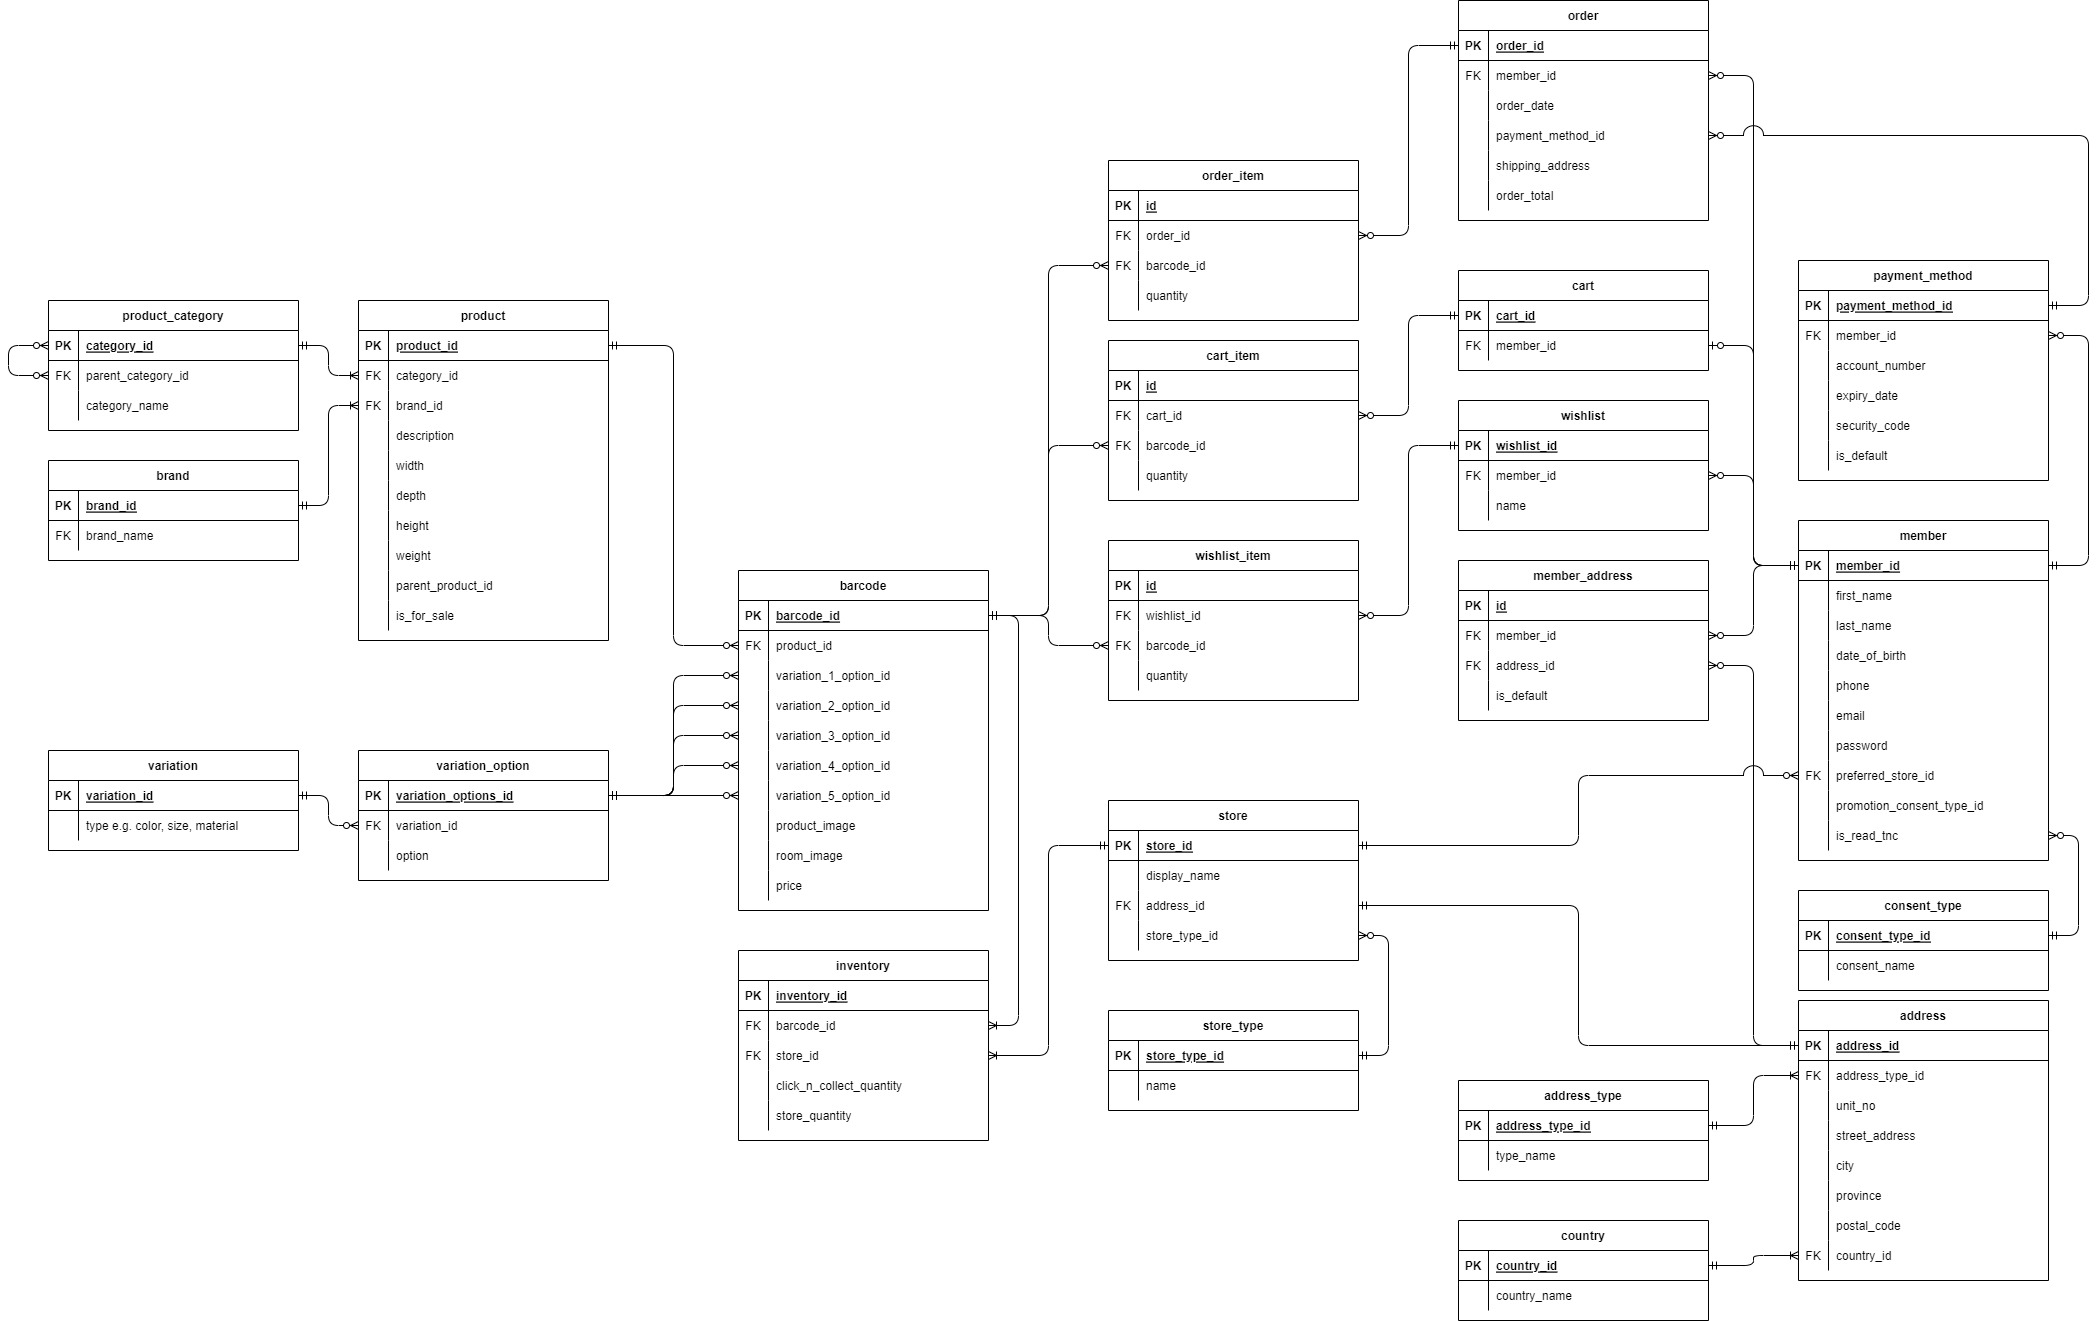 order
PK order_id
FK member_id
order_date
payment_method_id
shipping_address
order_total
order_item
PK id
FK order_id
FK barcode_id
quantity
payment_method
PK payment_method_id
FK member_id
account_number
expiry_date
security_code
is_default
cart
PK cart_id
FK member_id
product_category
PK category_id
FK parent_category_id
category_name
product
PK product_id
FK category_id
FK brand_id
description
width
depth
height
weight
parent_product_id
is_for_sale
cart_item
PK id
FK cart_id
FK barcode_id
quantity
wishlist
PK wishlist_id
FK member_id
name
brand
PK brand_id
FK brand_name
member
PK member_id
first_name
last_name
date_of_birth
phone
email
password
FK preferred_store_id
promotion_consent_type_id
is_read_tnc
wishlist_item
PK id
FK wishlist_id
FK barcode_id
quantity
member_address
PK id
FK member_id
FK address_id
is_default
barcode
PK barcode_id
FK product_id
variation_1_option_id
variation_2_option_id
variation_3_option_id
variation_4_option_id
variation_5_option_id
product_image
room_image
price
variation
PK variation_id
type e.g. color, size, material
variation_option
PK variation_options_id
FK variation_id
option
store
PK store_id
display_name
FK address_id
store_type_id
consent_type
PK consent_type_id
consent_name
inventory
PK inventory_id
FK barcode_id
FK store_id
click_n_collect_quantity
store_quantity
store_type
PK store_type_id
name
address
PK address_id
FK address_type_id
unit_no
street_address
city
province
postal_code
FK country_id
address_type
PK address_type_id
type_name
country
PK country_id
country_name